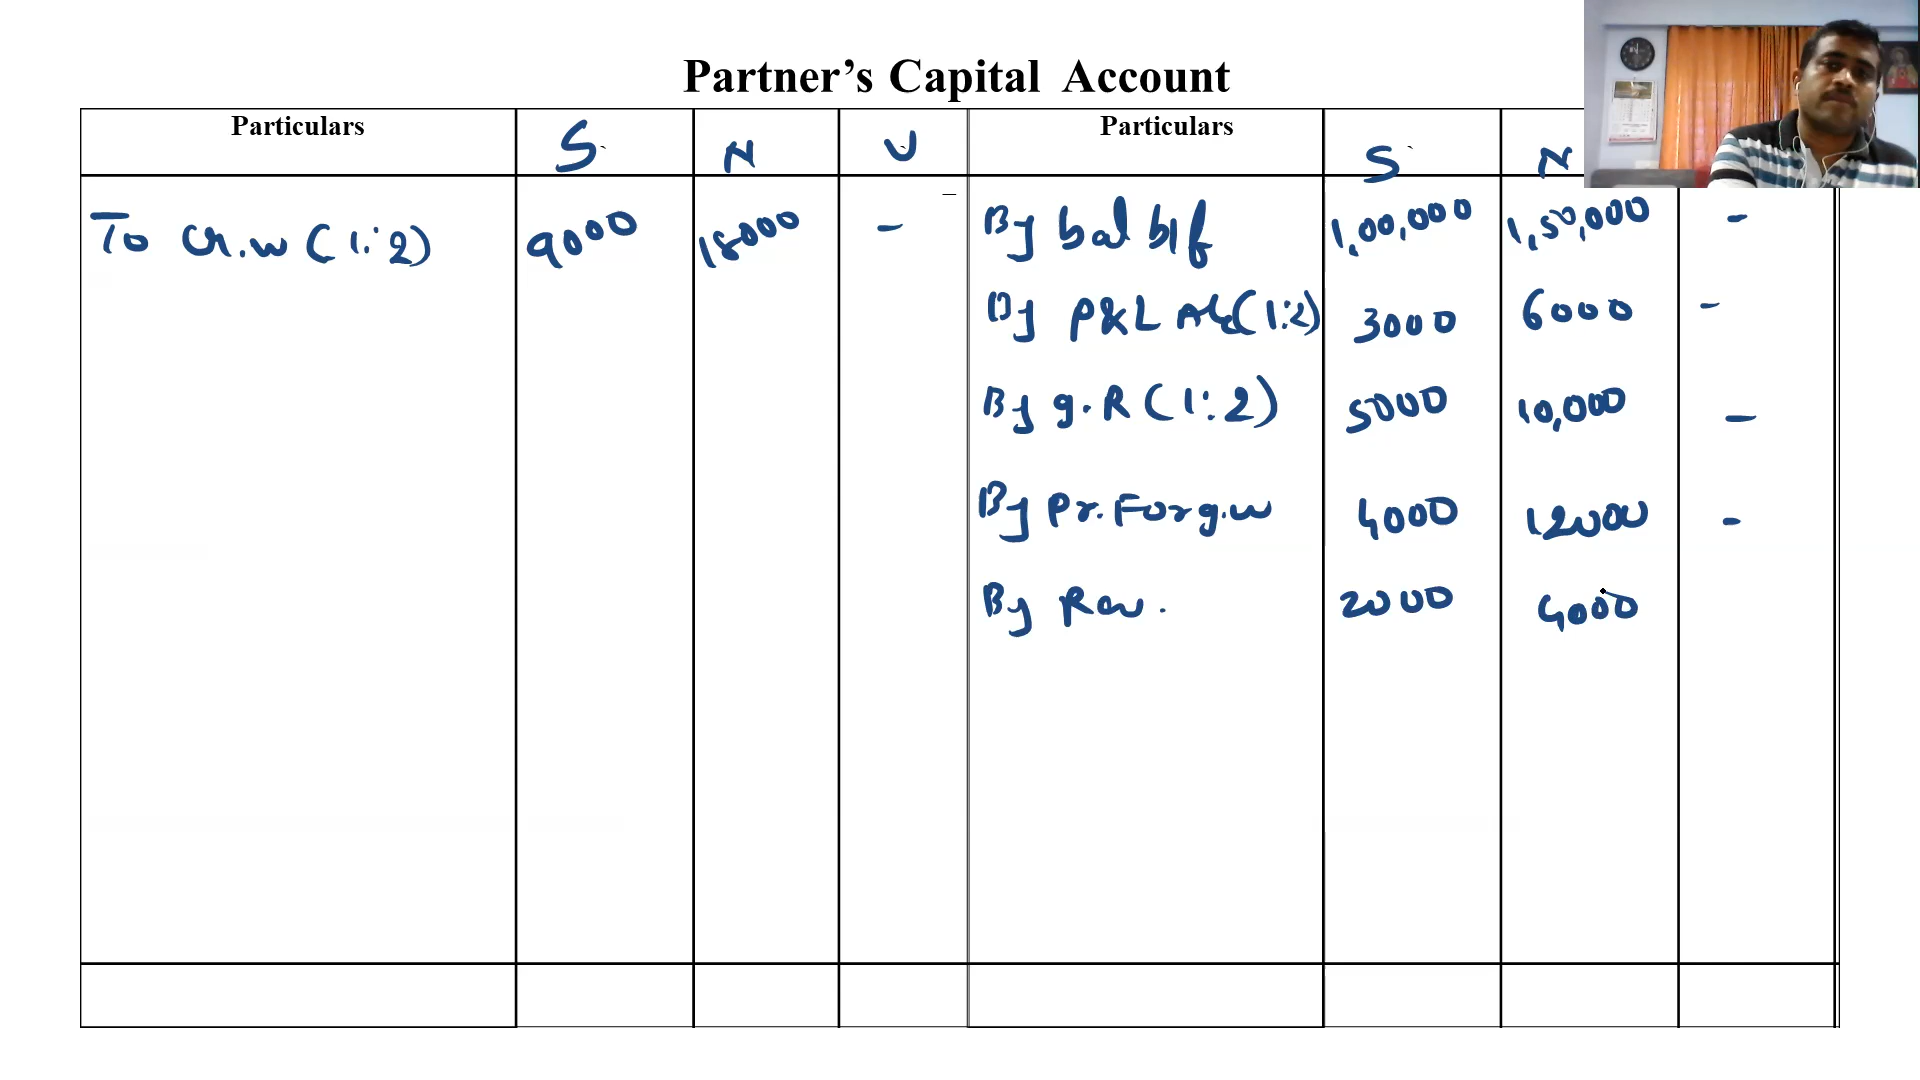 Partner's Capital Account
Particulars S N U Particulars S N
To G.W (1:2) 9000 18000 - By bal b/f 1,00,000 1,50,000 -
By P&L A/c (1:2) 3000 6000 -
By g.R (1:2) 5000 10,000 -
By Pr. For g.w 4000 12000 -
By Rev. 2000 4000